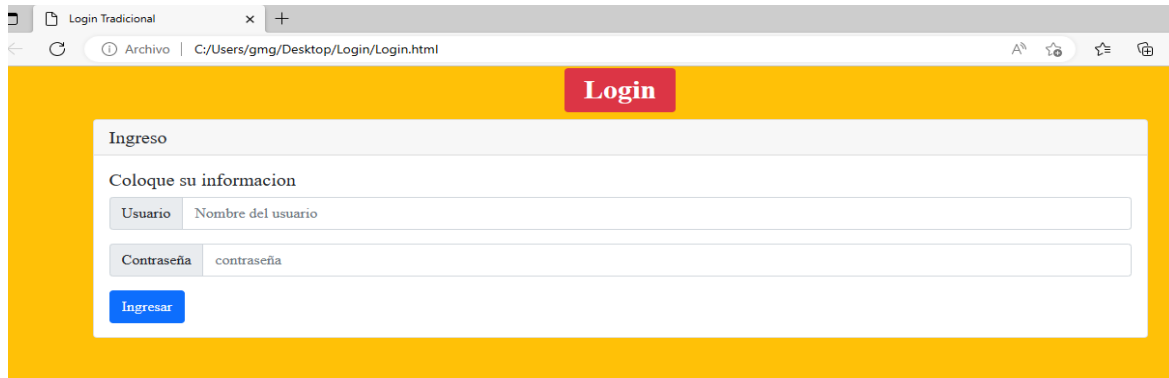 Login Tradicional
Archivo | C:/Users/gmg/Desktop/Login/Login.html
Login
Ingreso
Coloque su informacion
Usuario Nombre del usuario
Contraseña contraseña
Ingresar